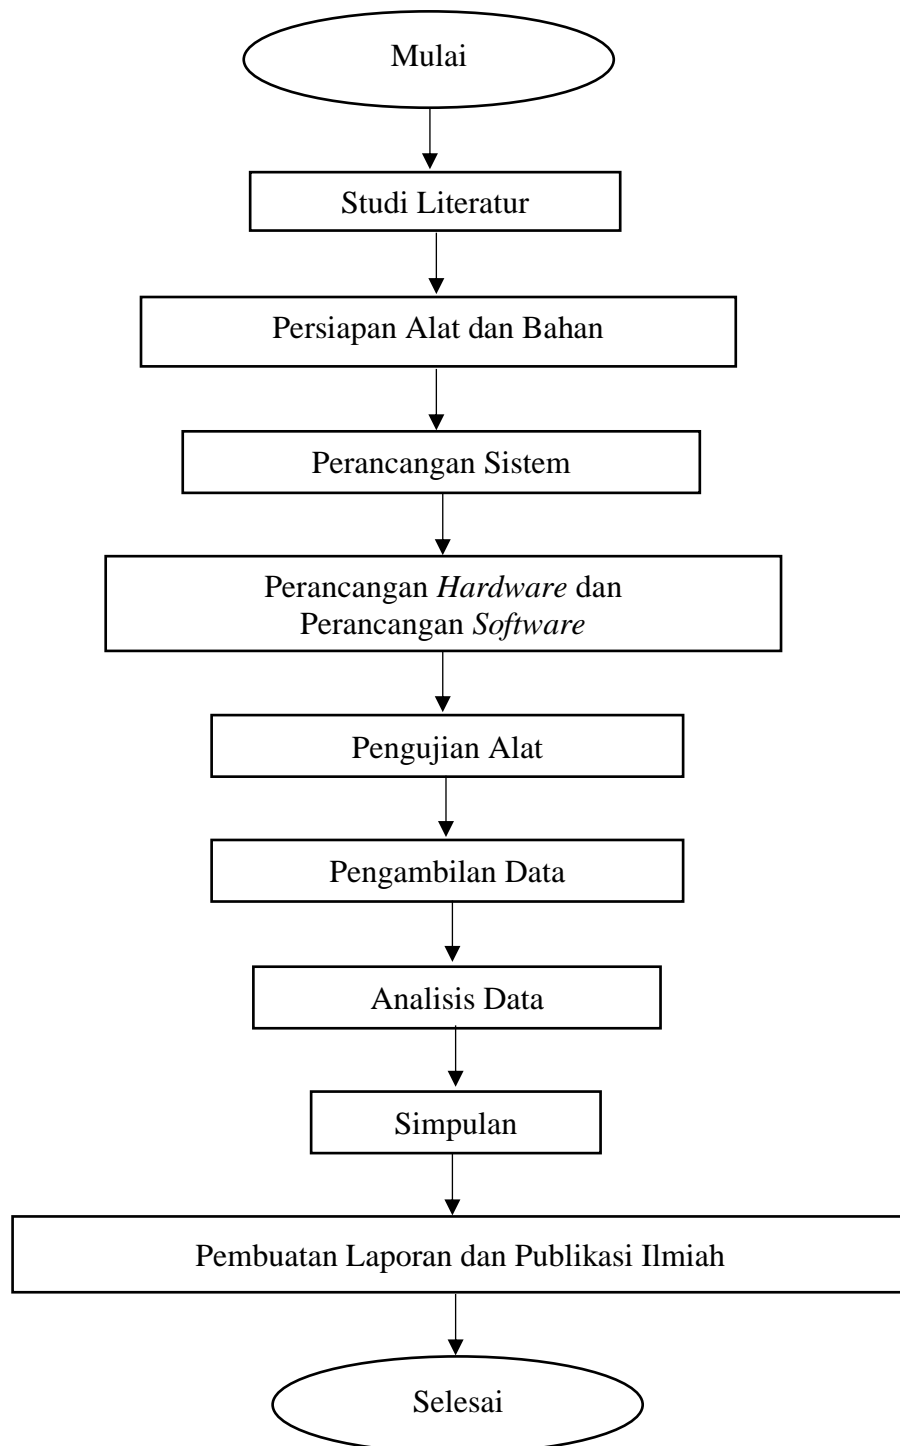 Mulai
Studi Literatur
Persiapan Alat dan Bahan
Perancangan Sistem
Perancangan Hardware dan
Perancangan Software
Pengujian Alat
Pengambilan Data
Analisis Data
Simpulan
Pembuatan Laporan dan Publikasi Ilmiah
Selesai